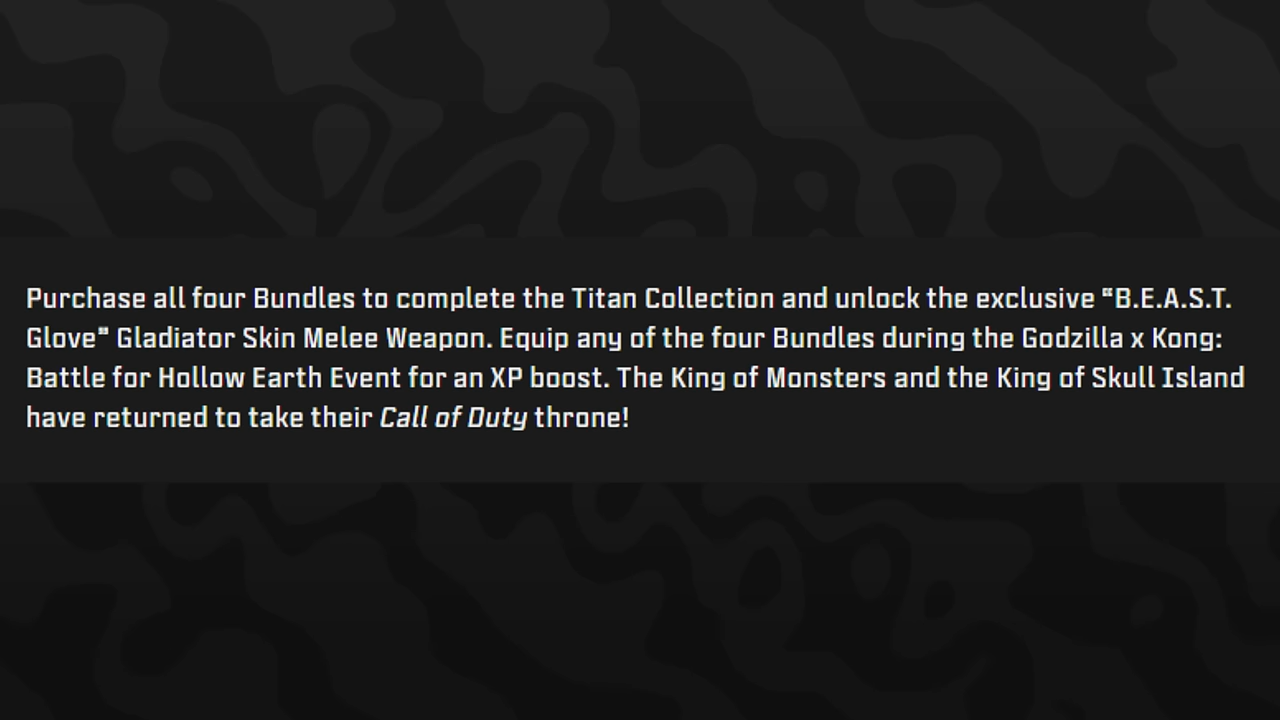 Purchase all four Bundles to complete the Titan Collection and unlock the exclusive “B.E.A.S.T.
Glove” Gladiator Skin Melee Weapon. Equip any of the four Bundles during the Godzilla x Kong:
Battle for Hollow Earth Event for an XP boost. The King of Monsters and the King of Skull Island
have returned to take their Call of Duty throne!